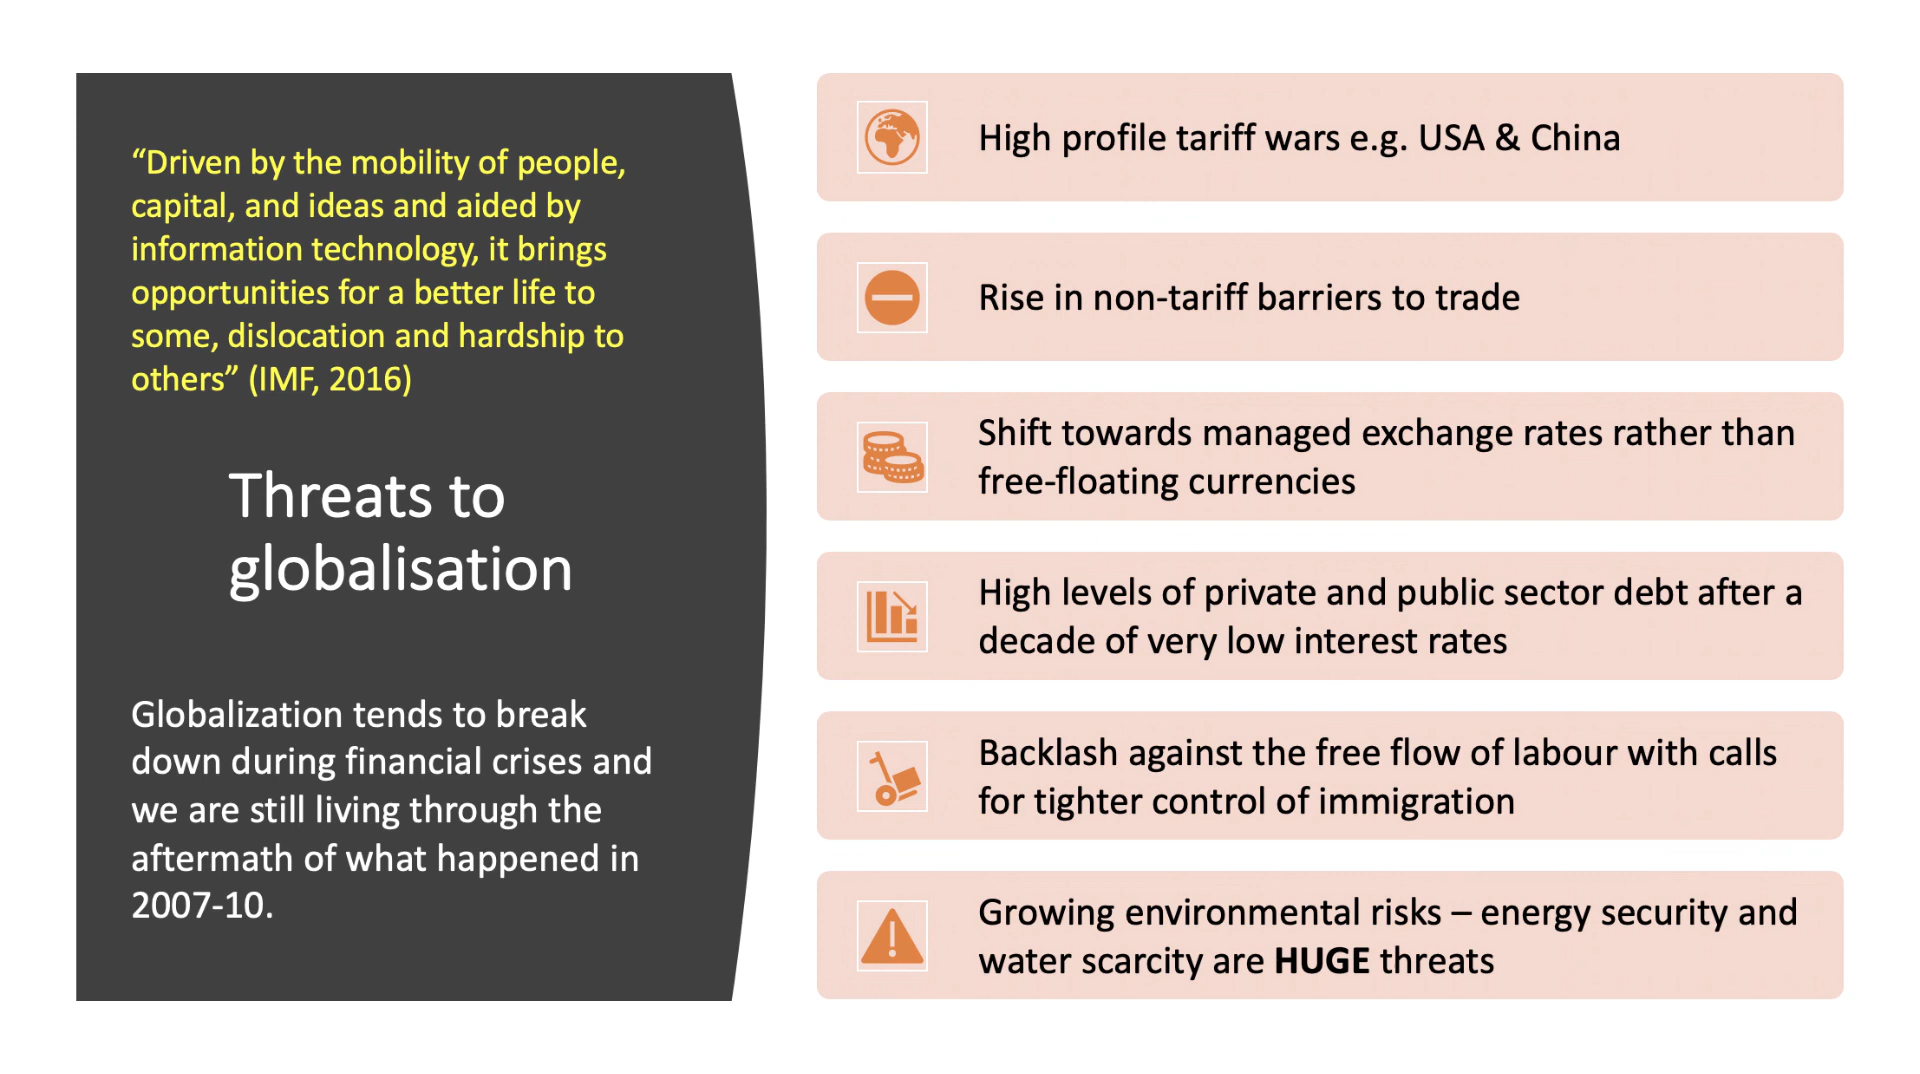 “Driven by the mobility of people,
capital, and ideas and aided by
information technology, it brings
opportunities for a better life to
some, dislocation and hardship to
others” (IMF, 2016)
Threats to
globalisation
Globalization tends to break
down during financial crises and
we are still living through the
aftermath of what happened in
2007-10.
High profile tariff wars e.g. USA & China
Rise in non-tariff barriers to trade
Shift towards managed exchange rates rather than
free-floating currencies
High levels of private and public sector debt after a
decade of very low interest rates
Backlash against the free flow of labour with calls
for tighter control of immigration
Growing environmental risks – energy security and
water scarcity are HUGE threats